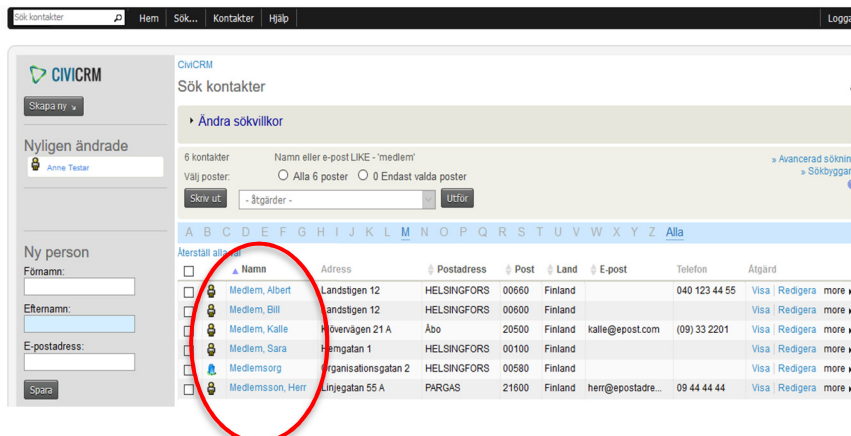 Sök kontakter Hem Sök... Kontakter Hjälp
CIVICRM
Skapa ny
Nyligen ändrade
Anne Testar
Ny person
Förnamn:
Efternamn:
E-postadress:
Spara
CiviCRM
Sök kontakter
Ändra sökvillkor
6 kontakter Namn eller e-post LIKE - 'medlem'
» Avancerad
Välj poster: Alla 6 poster 0 Endast valda poster
Skriv ut - åtgärder - Utför
A B C D E F G H I J K L M N O P Q R S T U V W X Y Z Alla
Återställ
Namn Adress Postadress Post Land E-post Telefon Åtgärd
Medlem, Albert Landstigen 12 HELSINGFORS 00660 Finland 040 123 44 55 Visa Redigera more
Medlem, Bill Landstigen 12 HELSINGFORS 00600 Finland Visa Redigera more
Medlem, Kalle Klövervägen 21 A Åbo 20500 Finland kalle@epost.com (09) 33 2201 Visa Redigera more
Medlem, Sara Hemgatan 1 HELSINGFORS 00100 Finland Visa Redigera more
Medlemsorg Organisationsgatan 2 HELSINGFORS 00580 Finland Visa Redigera more
Medlemsson, Herr Linjegatan 55 A PARGAS 21600 Finland herr@epostadre... 09 44 44 44 Visa Redigera more